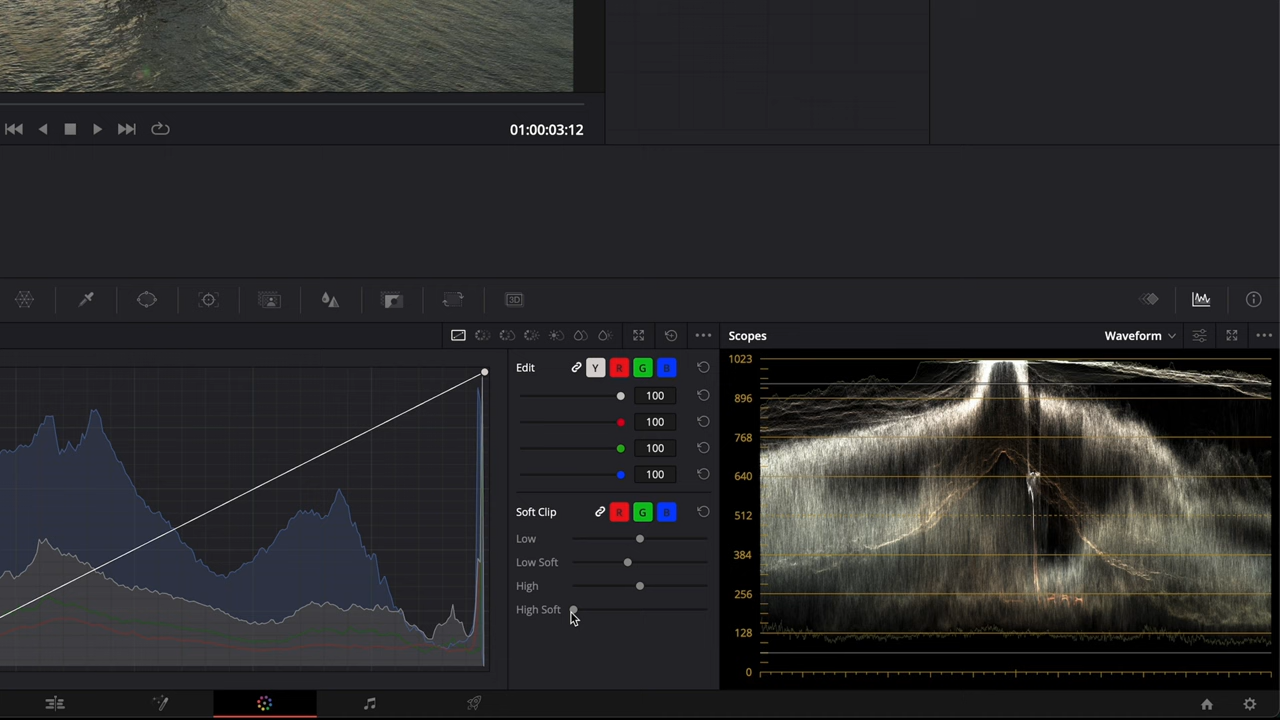 01:00:03:12
3D
Scopes
Waveform
Edit
Y R G B
100
100
100
100
Soft Clip
R G B
Low
Low Soft
High
High Soft
1023
896
768
640
512
384
256
128
0